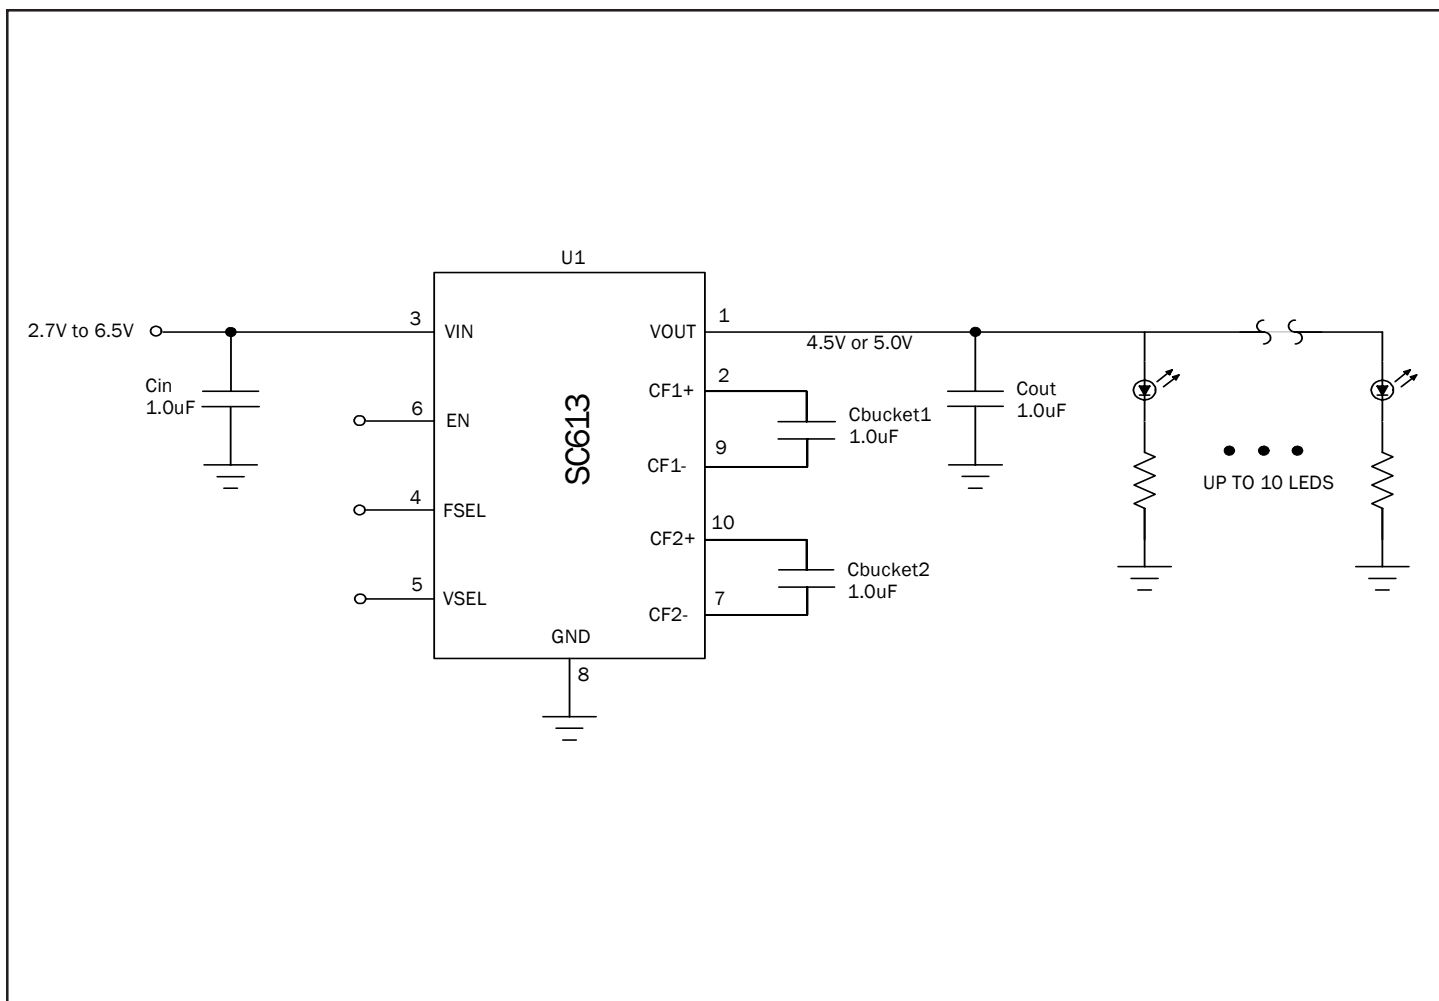 U1
2.7V to 6.5V
3
VIN
VOUT
1
4.5V or 5.0V
Cin
1.0uF
6
EN
4
FSEL
5
VSEL
SC613
CF1+
2
CF1-
9
Cbucket1
1.0uF
CF2+
10
CF2-
7
Cbucket2
1.0uF
GND
8
Cout
1.0uF
UP TO 10 LEDS